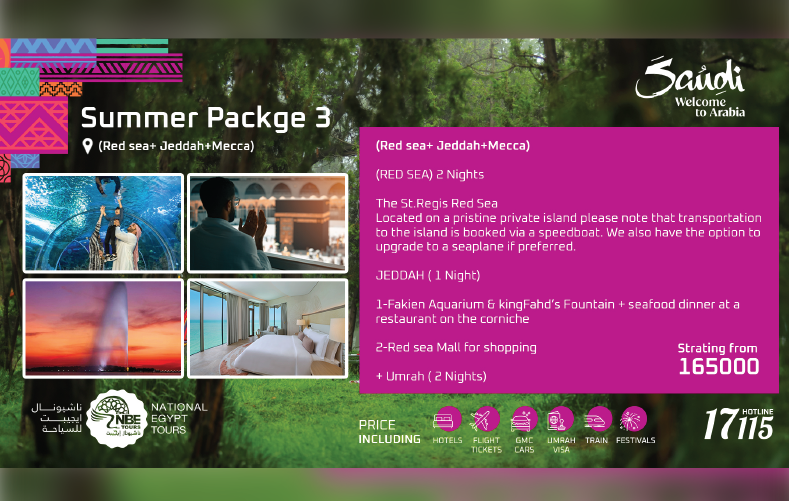 Saudi
Welcome
to Arabia
Summer Packge 3
(Red sea+ Jeddah+Mecca)
(Red sea+ Jeddah+Mecca)
(RED SEA) 2 Nights
The St.Regis Red Sea
Located on a pristine private island please note that transportation
to the island is booked via a speedboat. We also have the option to
upgrade to a seaplane if preferred.
JEDDAH ( 1 Night)
1-Fakien Aquarium & kingFahd's Fountain + seafood dinner at a
restaurant on the corniche
2-Red sea Mall for shopping
+ Umrah ( 2 Nights)
Strating from
165000
ناشيونـــال
ايجيبـــت
للسياحـة
NBE
TOURS
ناشيونال إيجيبت
NATIONAL
EGYPT
TOURS
PRICE
INCLUDING
HOTELS
FLIGHT
TICKETS
GMC
CARS
UMRAH
VISA
TRAIN
FESTIVALS
HOTLINE
17115